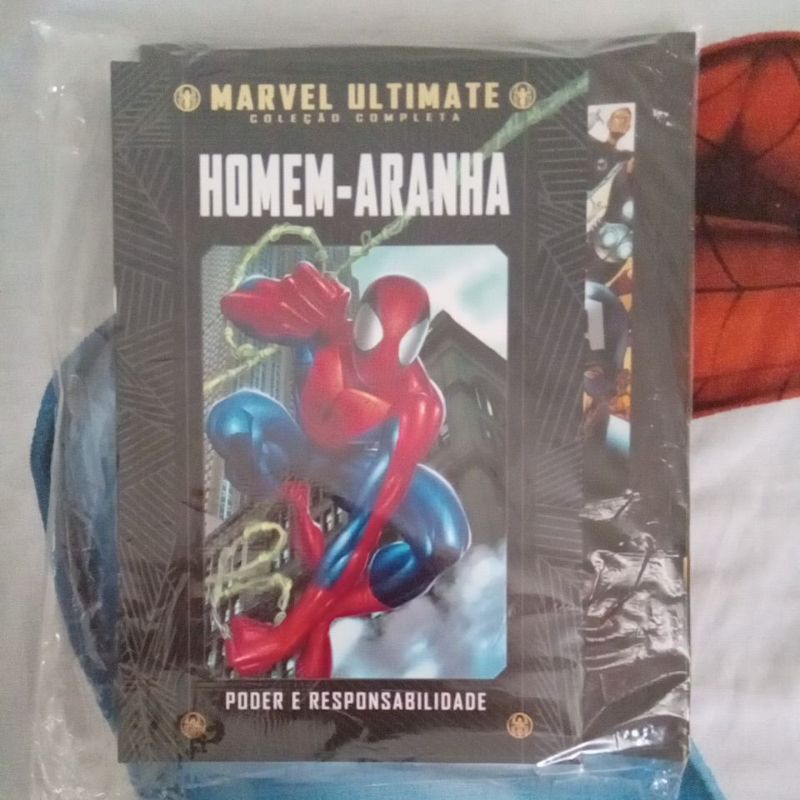 MARVEL ULTIMATE
COLEÇÃO COMPLETA
HOMEM-ARANHA
PODER E RESPONSABILIDADE